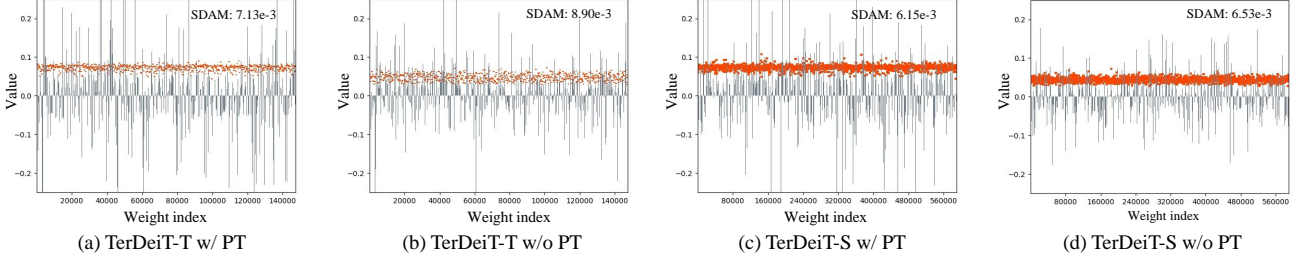 SDAM: 7.13e-3
0.2
0.1
0.0
−0.1
−0.2
Value
20000 40000 60000 80000 100000 120000 140000
Weight index
(a) TerDeiT-T w/ PT
SDAM: 8.90e-3
0.2
0.1
0.0
−0.1
−0.2
Value
20000 40000 60000 80000 100000 120000 140000
Weight index
(b) TerDeiT-T w/o PT
SDAM: 6.15e-3
0.2
0.1
0.0
−0.1
−0.2
Value
80000 160000 240000 320000 400000 480000 560000
Weight index
(c) TerDeiT-S w/ PT
SDAM: 6.53e-3
0.2
0.1
0.0
−0.1
−0.2
Value
80000 160000 240000 320000 400000 480000 560000
Weight index
(d) TerDeiT-S w/o PT